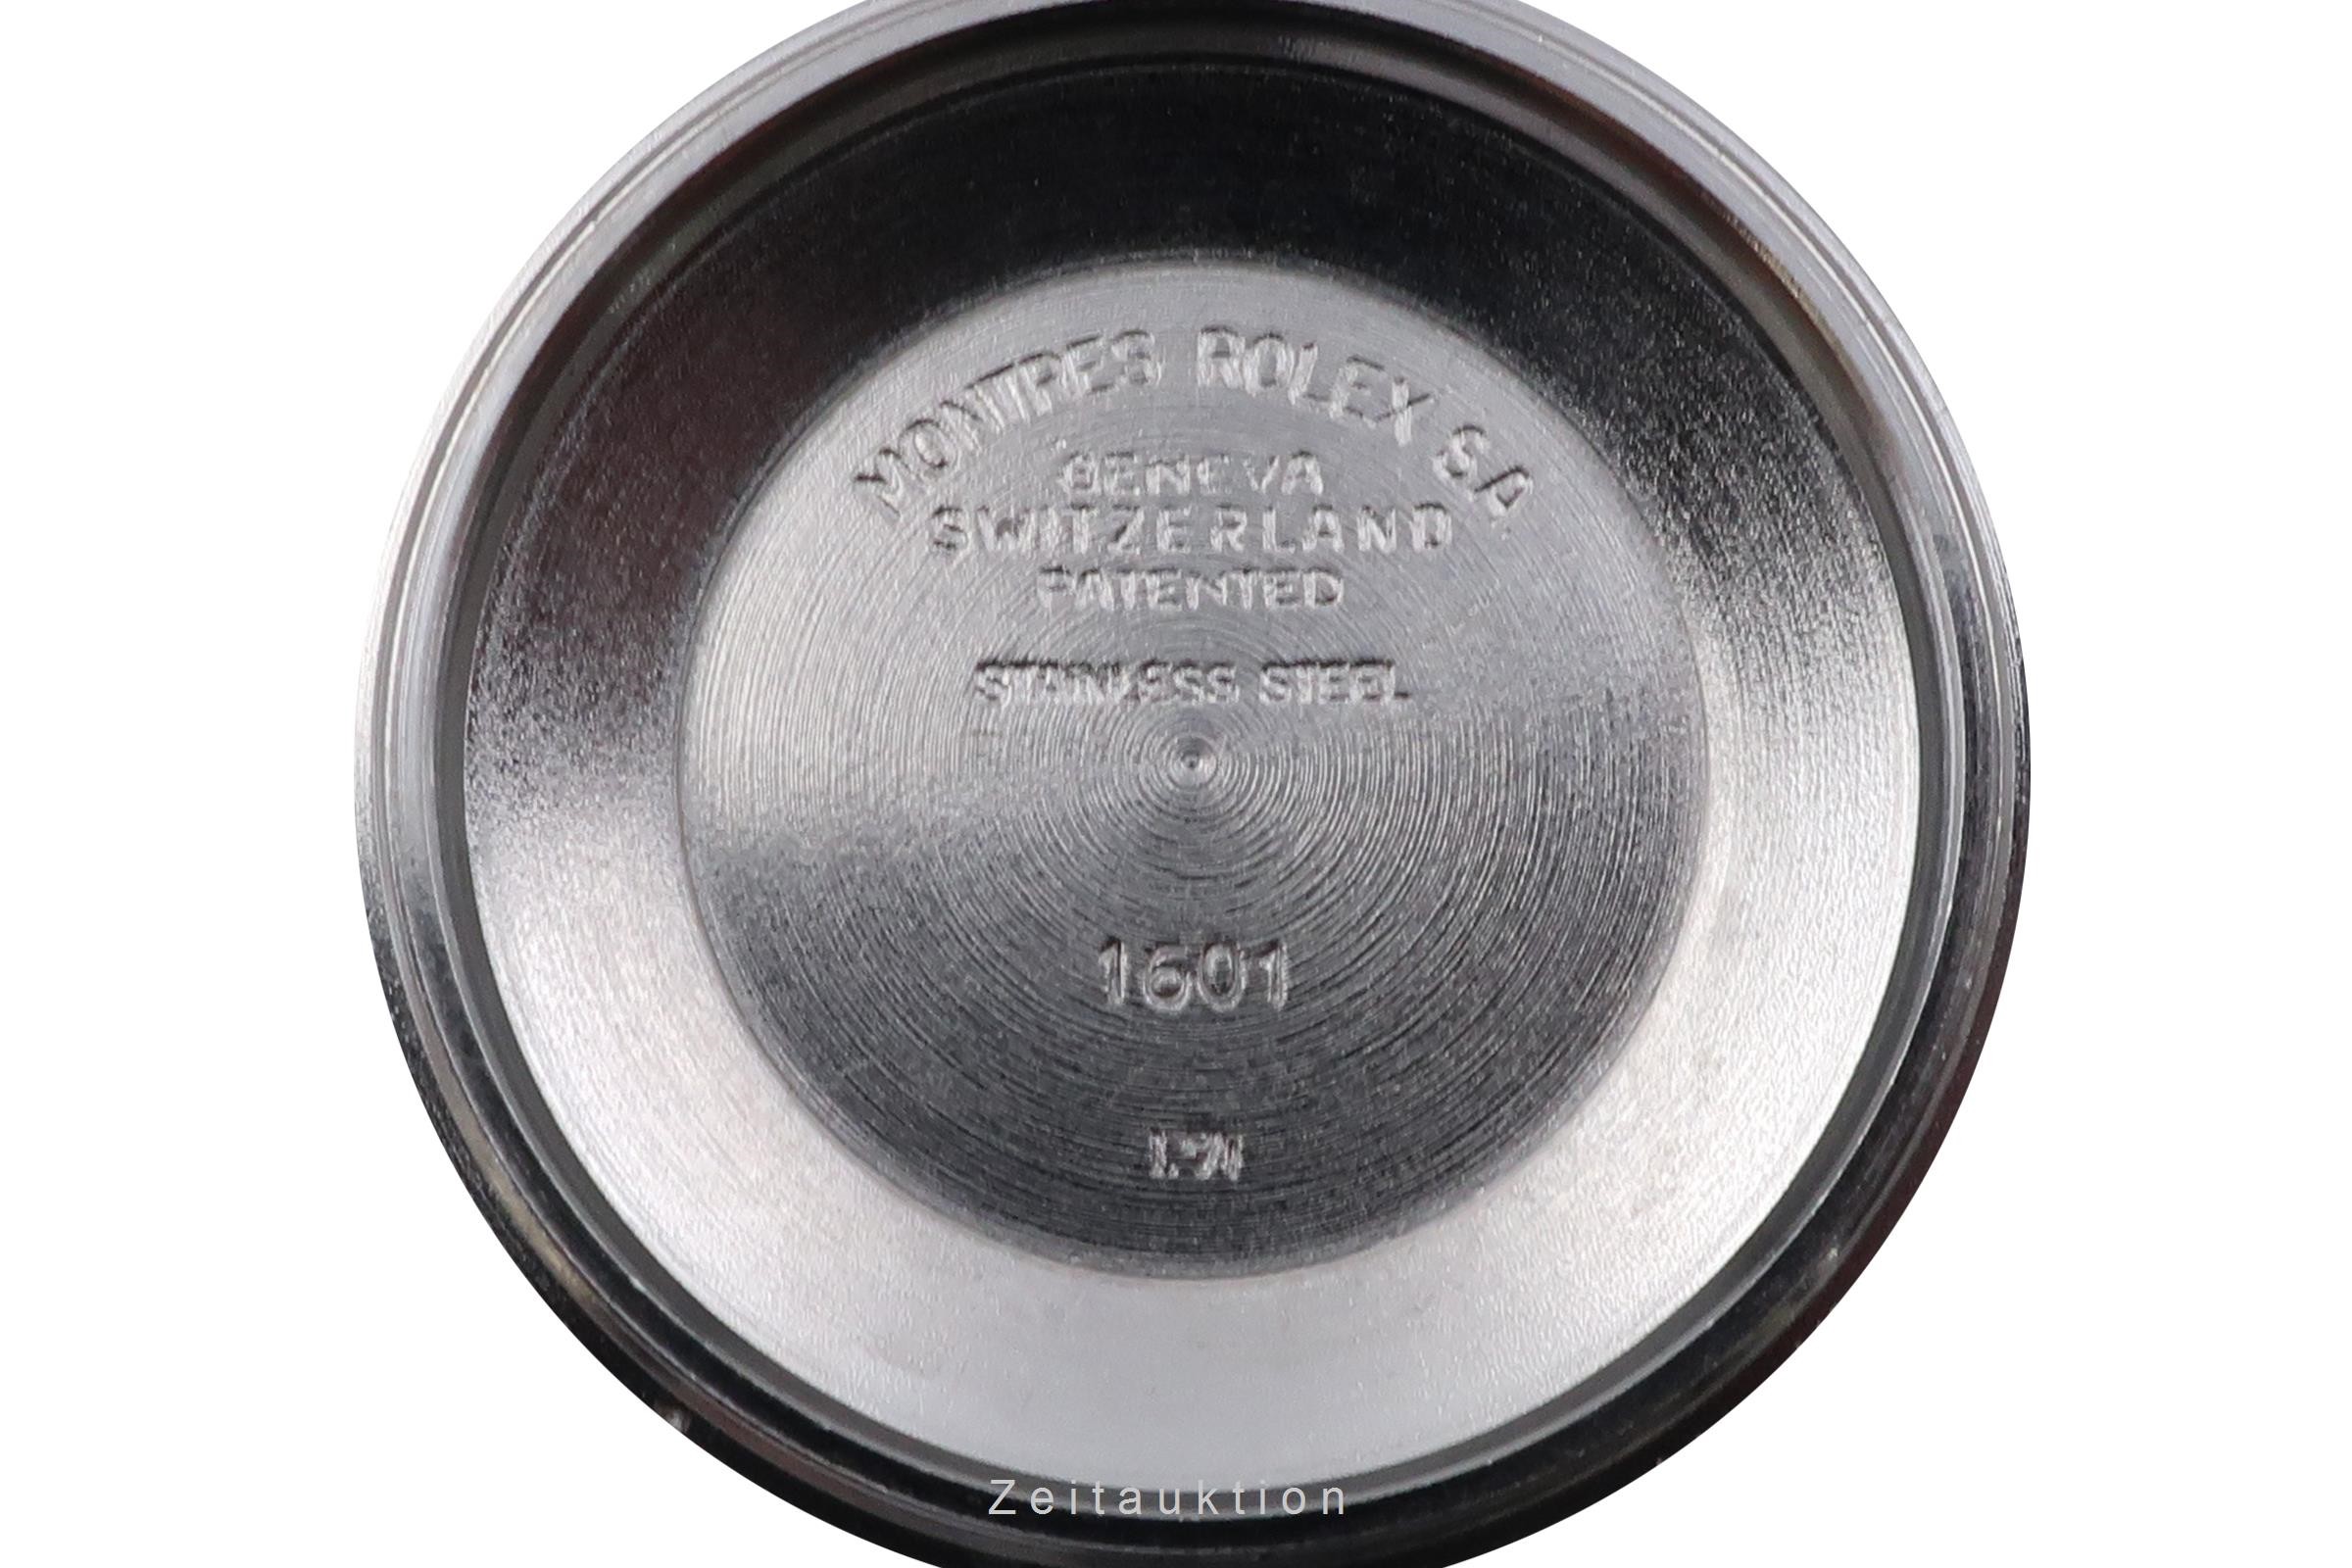 MONTRES ROLEX SA
GENEVA
SWITZERLAND
PATENTED
STAINLESS STEEL
1601
Zeitauktion